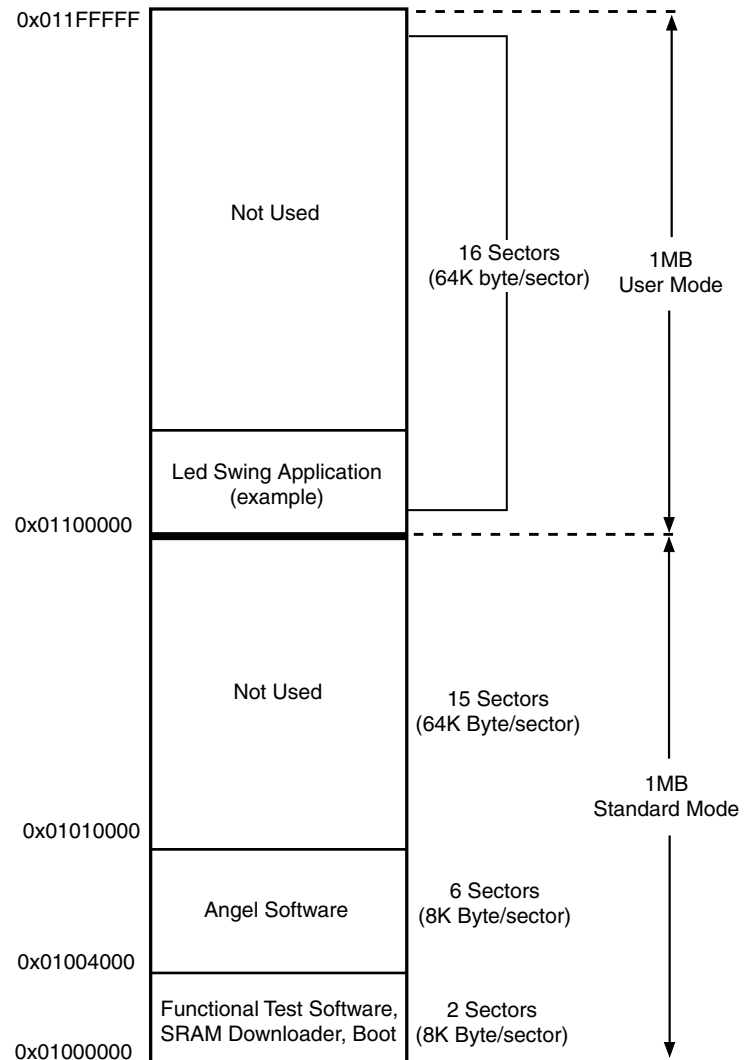 0x011FFFFF
Not Used
16 Sectors
(64K byte/sector)
1MB
User Mode
Led Swing Application
(example)
0x01100000
Not Used
15 Sectors
(64K Byte/sector)
1MB
Standard Mode
0x01010000
Angel Software
6 Sectors
(8K Byte/sector)
0x01004000
Functional Test Software,
SRAM Downloader, Boot
2 Sectors
(8K Byte/sector)
0x01000000